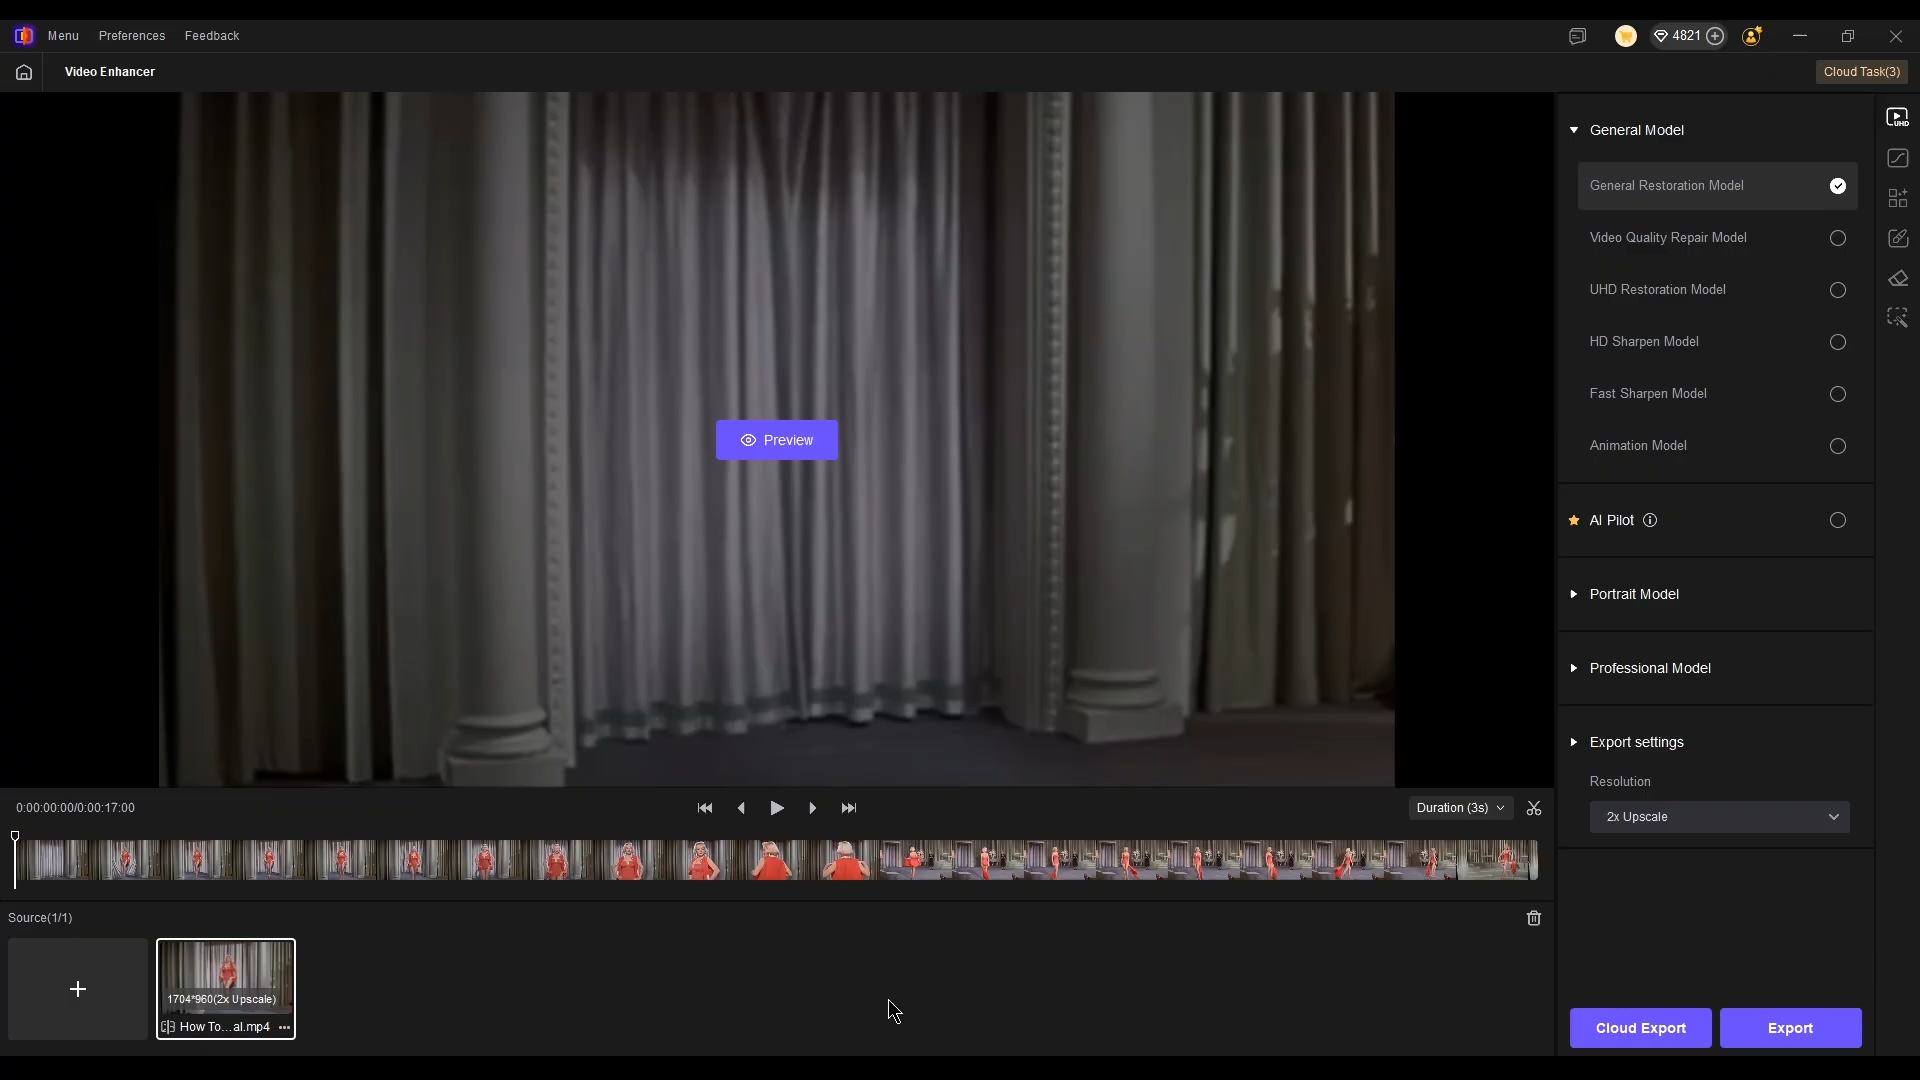 Menu Preferences Feedback
4821
Video Enhancer
Cloud Task(3)
General Model
UHD
General Restoration Model
Video Quality Repair Model
UHD Restoration Model
HD Sharpen Model
Fast Sharpen Model
Preview
Animation Model
AI Pilot
Portrait Model
Professional Model
Export settings
Resolution
2x Upscale
0:00:00:00/0:00:17:00
Duration (3s)
Source(1/1)
1704*960(2x Upscale)
How To...al.mp4
Cloud Export
Export